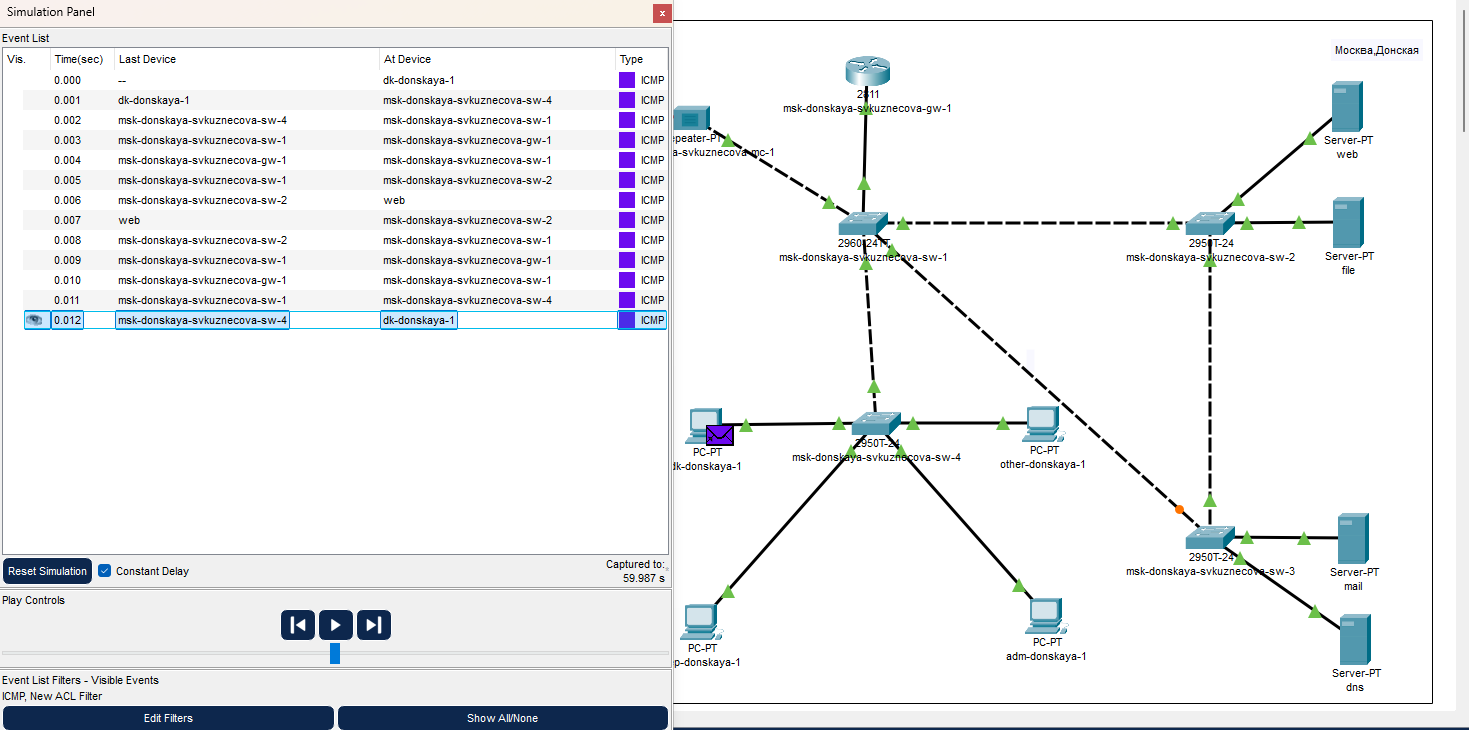 Simulation Panel
x
Event List
Vis. Time(sec) Last Device At Device Type
0.000 -- dk-donskaya-1 ICMP
0.001 dk-donskaya-1 msk-donskaya-svkuznecova-sw-4 ICMP
0.002 msk-donskaya-svkuznecova-sw-4 msk-donskaya-svkuznecova-sw-1 ICMP
0.003 msk-donskaya-svkuznecova-sw-1 msk-donskaya-svkuznecova-gw-1 ICMP
0.004 msk-donskaya-svkuznecova-gw-1 msk-donskaya-svkuznecova-sw-1 ICMP
0.005 msk-donskaya-svkuznecova-sw-1 msk-donskaya-svkuznecova-sw-2 ICMP
0.006 msk-donskaya-svkuznecova-sw-2 web ICMP
0.007 web msk-donskaya-svkuznecova-sw-2 ICMP
0.008 msk-donskaya-svkuznecova-sw-2 msk-donskaya-svkuznecova-sw-1 ICMP
0.009 msk-donskaya-svkuznecova-sw-1 msk-donskaya-svkuznecova-gw-1 ICMP
0.010 msk-donskaya-svkuznecova-gw-1 msk-donskaya-svkuznecova-sw-1 ICMP
0.011 msk-donskaya-svkuznecova-sw-1 msk-donskaya-svkuznecova-sw-4 ICMP
0.012 msk-donskaya-svkuznecova-sw-4 dk-donskaya-1 ICMP
Reset Simulation
Constant Delay
Captured to:
59.987 s
Play Controls
Event List Filters - Visible Events
ICMP, New ACL Filter
Edit Filters
Show All/None
Москва,Донская
2811
msk-donskaya-svkuznecova-gw-1
epeater-PT
a-svkuznecova-mc-1
Server-PT
web
2960-24TT
msk-donskaya-svkuznecova-sw-1
2950T-24
msk-donskaya-svkuznecova-sw-2
Server-PT
file
PC-PT
dk-donskaya-1
2950T-24
msk-donskaya-svkuznecova-sw-4
PC-PT
other-donskaya-1
2950T-24
msk-donskaya-svkuznecova-sw-3
Server-PT
mail
PC-PT
p-donskaya-1
PC-PT
adm-donskaya-1
Server-PT
dns